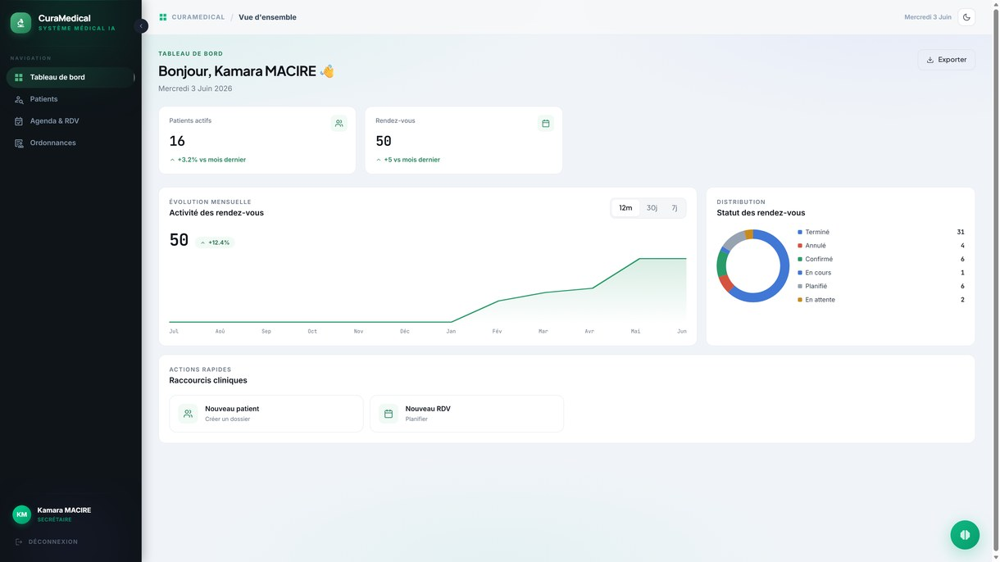 CuraMedical
SYSTÈME MÉDICAL IA
NAVIGATION
Tableau de bord
Patients
Agenda & RDV
Ordonnances
Kamara MACIRE
KM
SECRÉTAIRE
DÉCONNEXION
CURAMEDICAL / Vue d'ensemble
Mercredi 3 Juin
TABLEAU DE BORD
Bonjour, Kamara MACIRE 👋
Mercredi 3 Juin 2026
Exporter
Patients actifs
16
+3.2% vs mois dernier
Rendez-vous
50
+5 vs mois dernier
ÉVOLUTION MENSUELLE
Activité des rendez-vous
12m 30j 7j
50 +12.4%
Jul Aoû Sep Oct Nov Déc Jan Fév Mar Avr Mai Jun
DISTRIBUTION
Statut des rendez-vous
Terminé 31
Annulé 4
Confirmé 6
En cours 1
Planifié 6
En attente 2
ACTIONS RAPIDES
Raccourcis cliniques
Nouveau patient
Créer un dossier
Nouveau RDV
Planifier